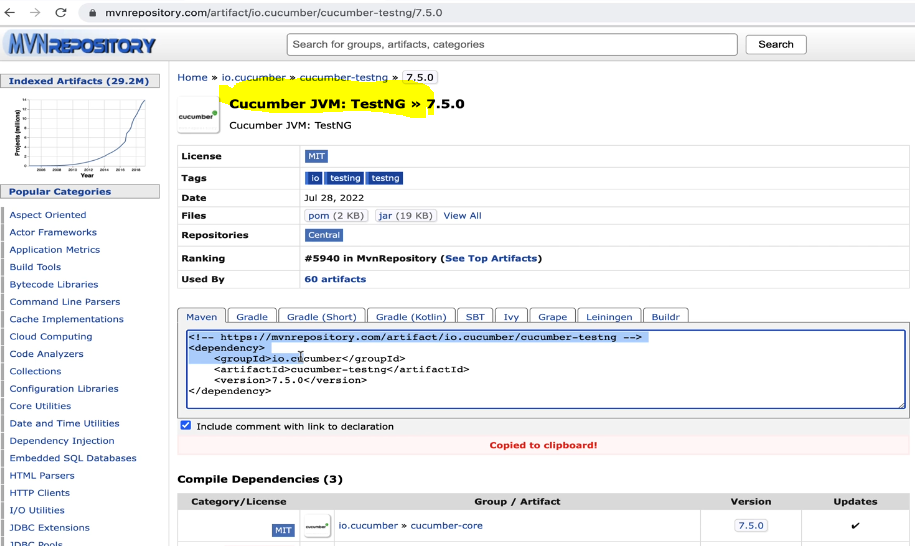 mvnrepository.com/artifact/io.cucumber/cucumber-testng/7.5.0
MVNREPOSITORY
Search for groups, artifacts, categories
Search
Indexed Artifacts (29.2M)
Projects (millions)
Year
Popular Categories
Aspect Oriented
Actor Frameworks
Application Metrics
Build Tools
Bytecode Libraries
Command Line Parsers
Cache Implementations
Cloud Computing
Code Analyzers
Collections
Configuration Libraries
Core Utilities
Date and Time Utilities
Dependency Injection
Embedded SQL Databases
HTML Parsers
HTTP Clients
I/O Utilities
JDBC Extensions
JDBC Pools
Home » io.cucumber » cucumber-testng » 7.5.0
cucumber
Cucumber JVM: TestNG » 7.5.0
Cucumber JVM: TestNG
License MIT
Tags io testing testng
Date Jul 28, 2022
Files pom (2 KB) jar (19 KB) View All
Repositories Central
Ranking #5940 in MvnRepository (See Top Artifacts)
Used By 60 artifacts
Maven Gradle Gradle (Short) Gradle (Kotlin) SBT Ivy Grape Leiningen Buildr
<!-- https://mvnrepository.com/artifact/io.cucumber/cucumber-testng -->
<dependency>
<groupId>io.cucumber</groupId>
<artifactId>cucumber-testng</artifactId>
<version>7.5.0</version>
</dependency>
Include comment with link to declaration
Copied to clipboard!
Compile Dependencies (3)
Category/License Group / Artifact Version Updates
MIT cucumber io.cucumber » cucumber-core 7.5.0 ✔